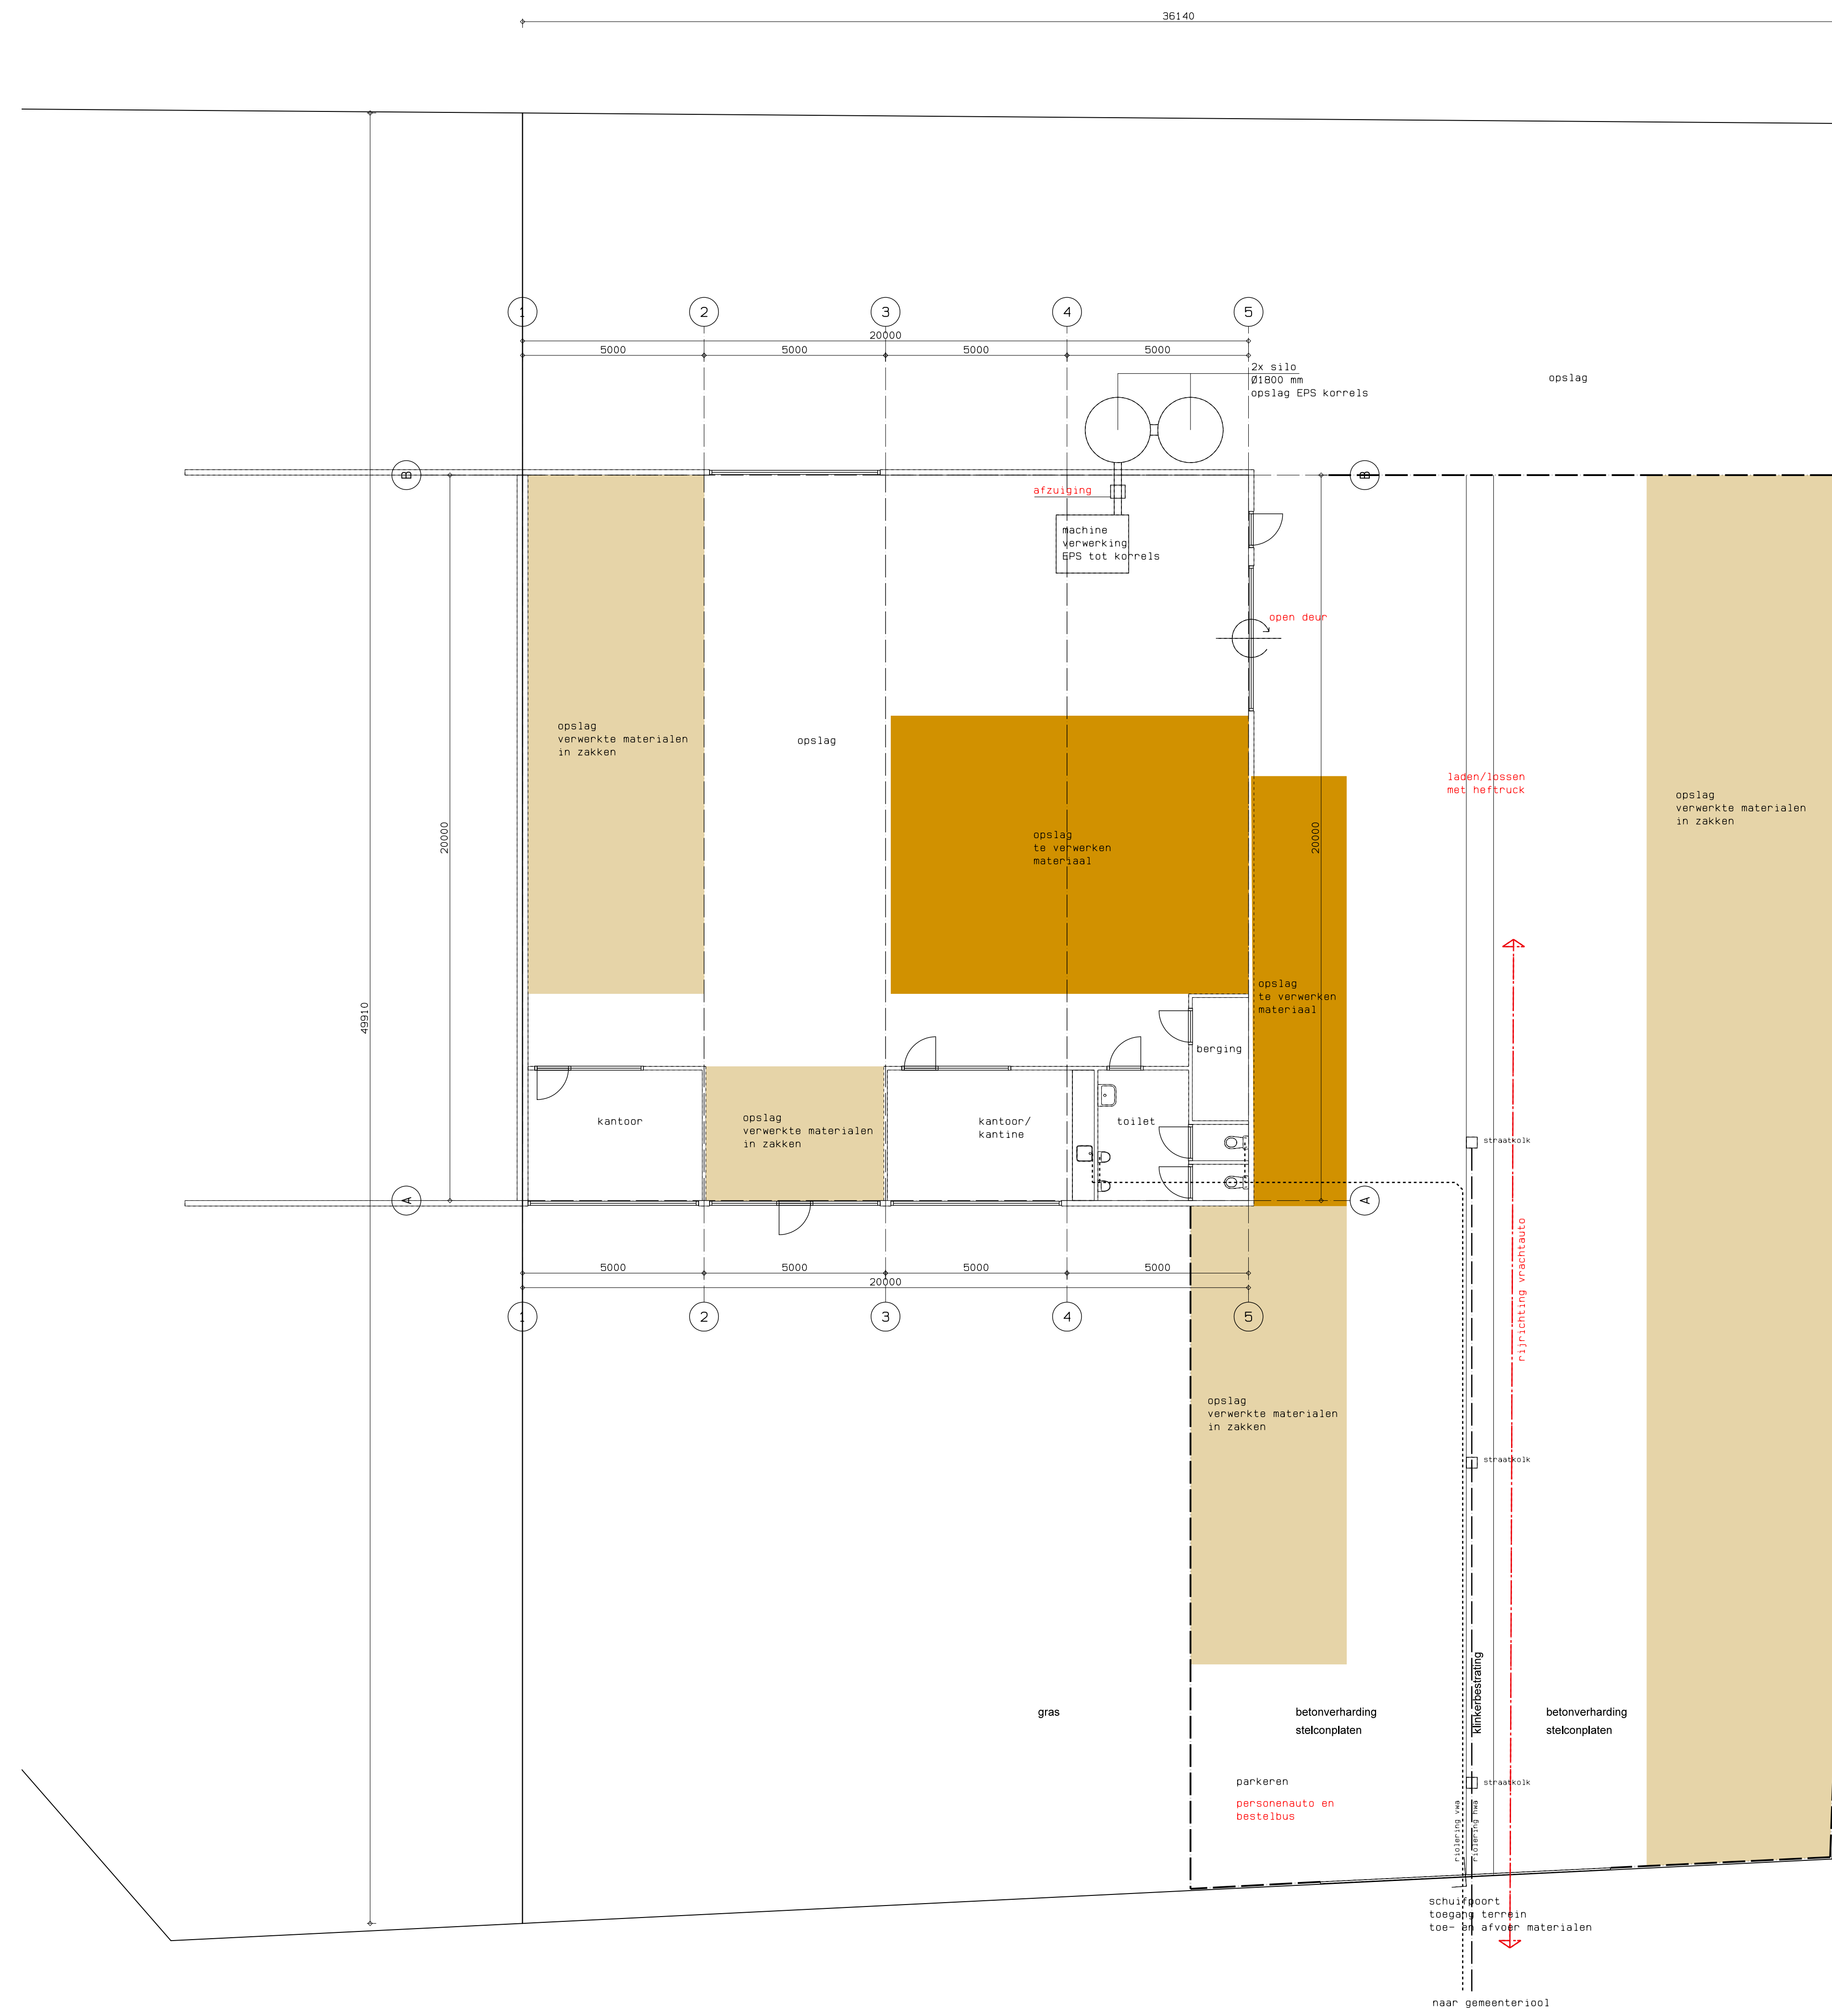 36140
1
2
3
4
5
20000
5000
5000
5000
5000
2x silo
Ø1800 mm
opslag EPS korrels
opslag
B
B
afzuiging
machine
verwerking
EPS tot korrels
open deur
opslag
verwerkte materialen
in zakken
opslag
laden/lossen
met heftruck
opslag
verwerkte materialen
in zakken
20000
20000
opslag
te verwerken
materiaal
49910
opslag
te verwerken
materiaal
berging
kantoor
opslag
verwerkte materialen
in zakken
kantoor/
kantine
toilet
straatkolk
A
A
5000
5000
5000
5000
20000
1
2
3
4
5
rijrichting vrachtauto
opslag
verwerkte materialen
in zakken
straatkolk
klinkerbestrating
gras
betonverharding
stelconplaten
betonverharding
stelconplaten
parkeren
personenauto en
bestelbus
straatkolk
riolering vwa
riolering hwa
schuifpoort
toegang terrein
toe- en afvoer materialen
naar gemeenteriool